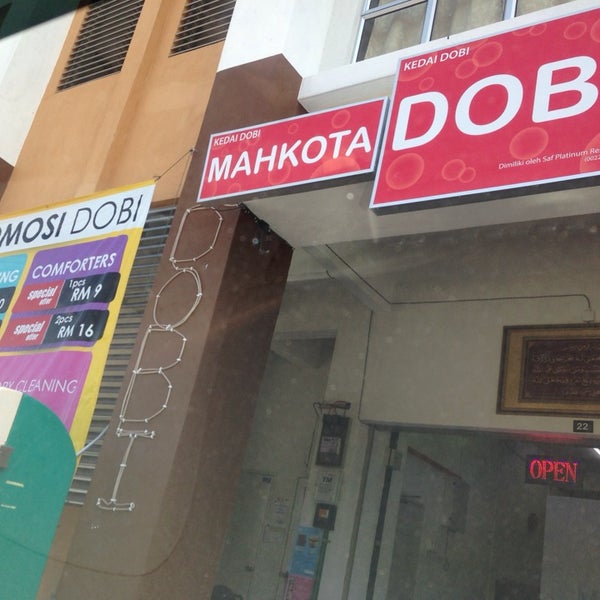 KEDAI DOBI
MAHKOTA
KEDAI DOBI
DOB
Dimiliki oleh Saf Platinum Re
OMOSI DOBI
COMFORTERS
special offer
1pcs
RM 9
special offer
2pcs
RM 16
CLEANING
DOBI
22
OPEN
TM